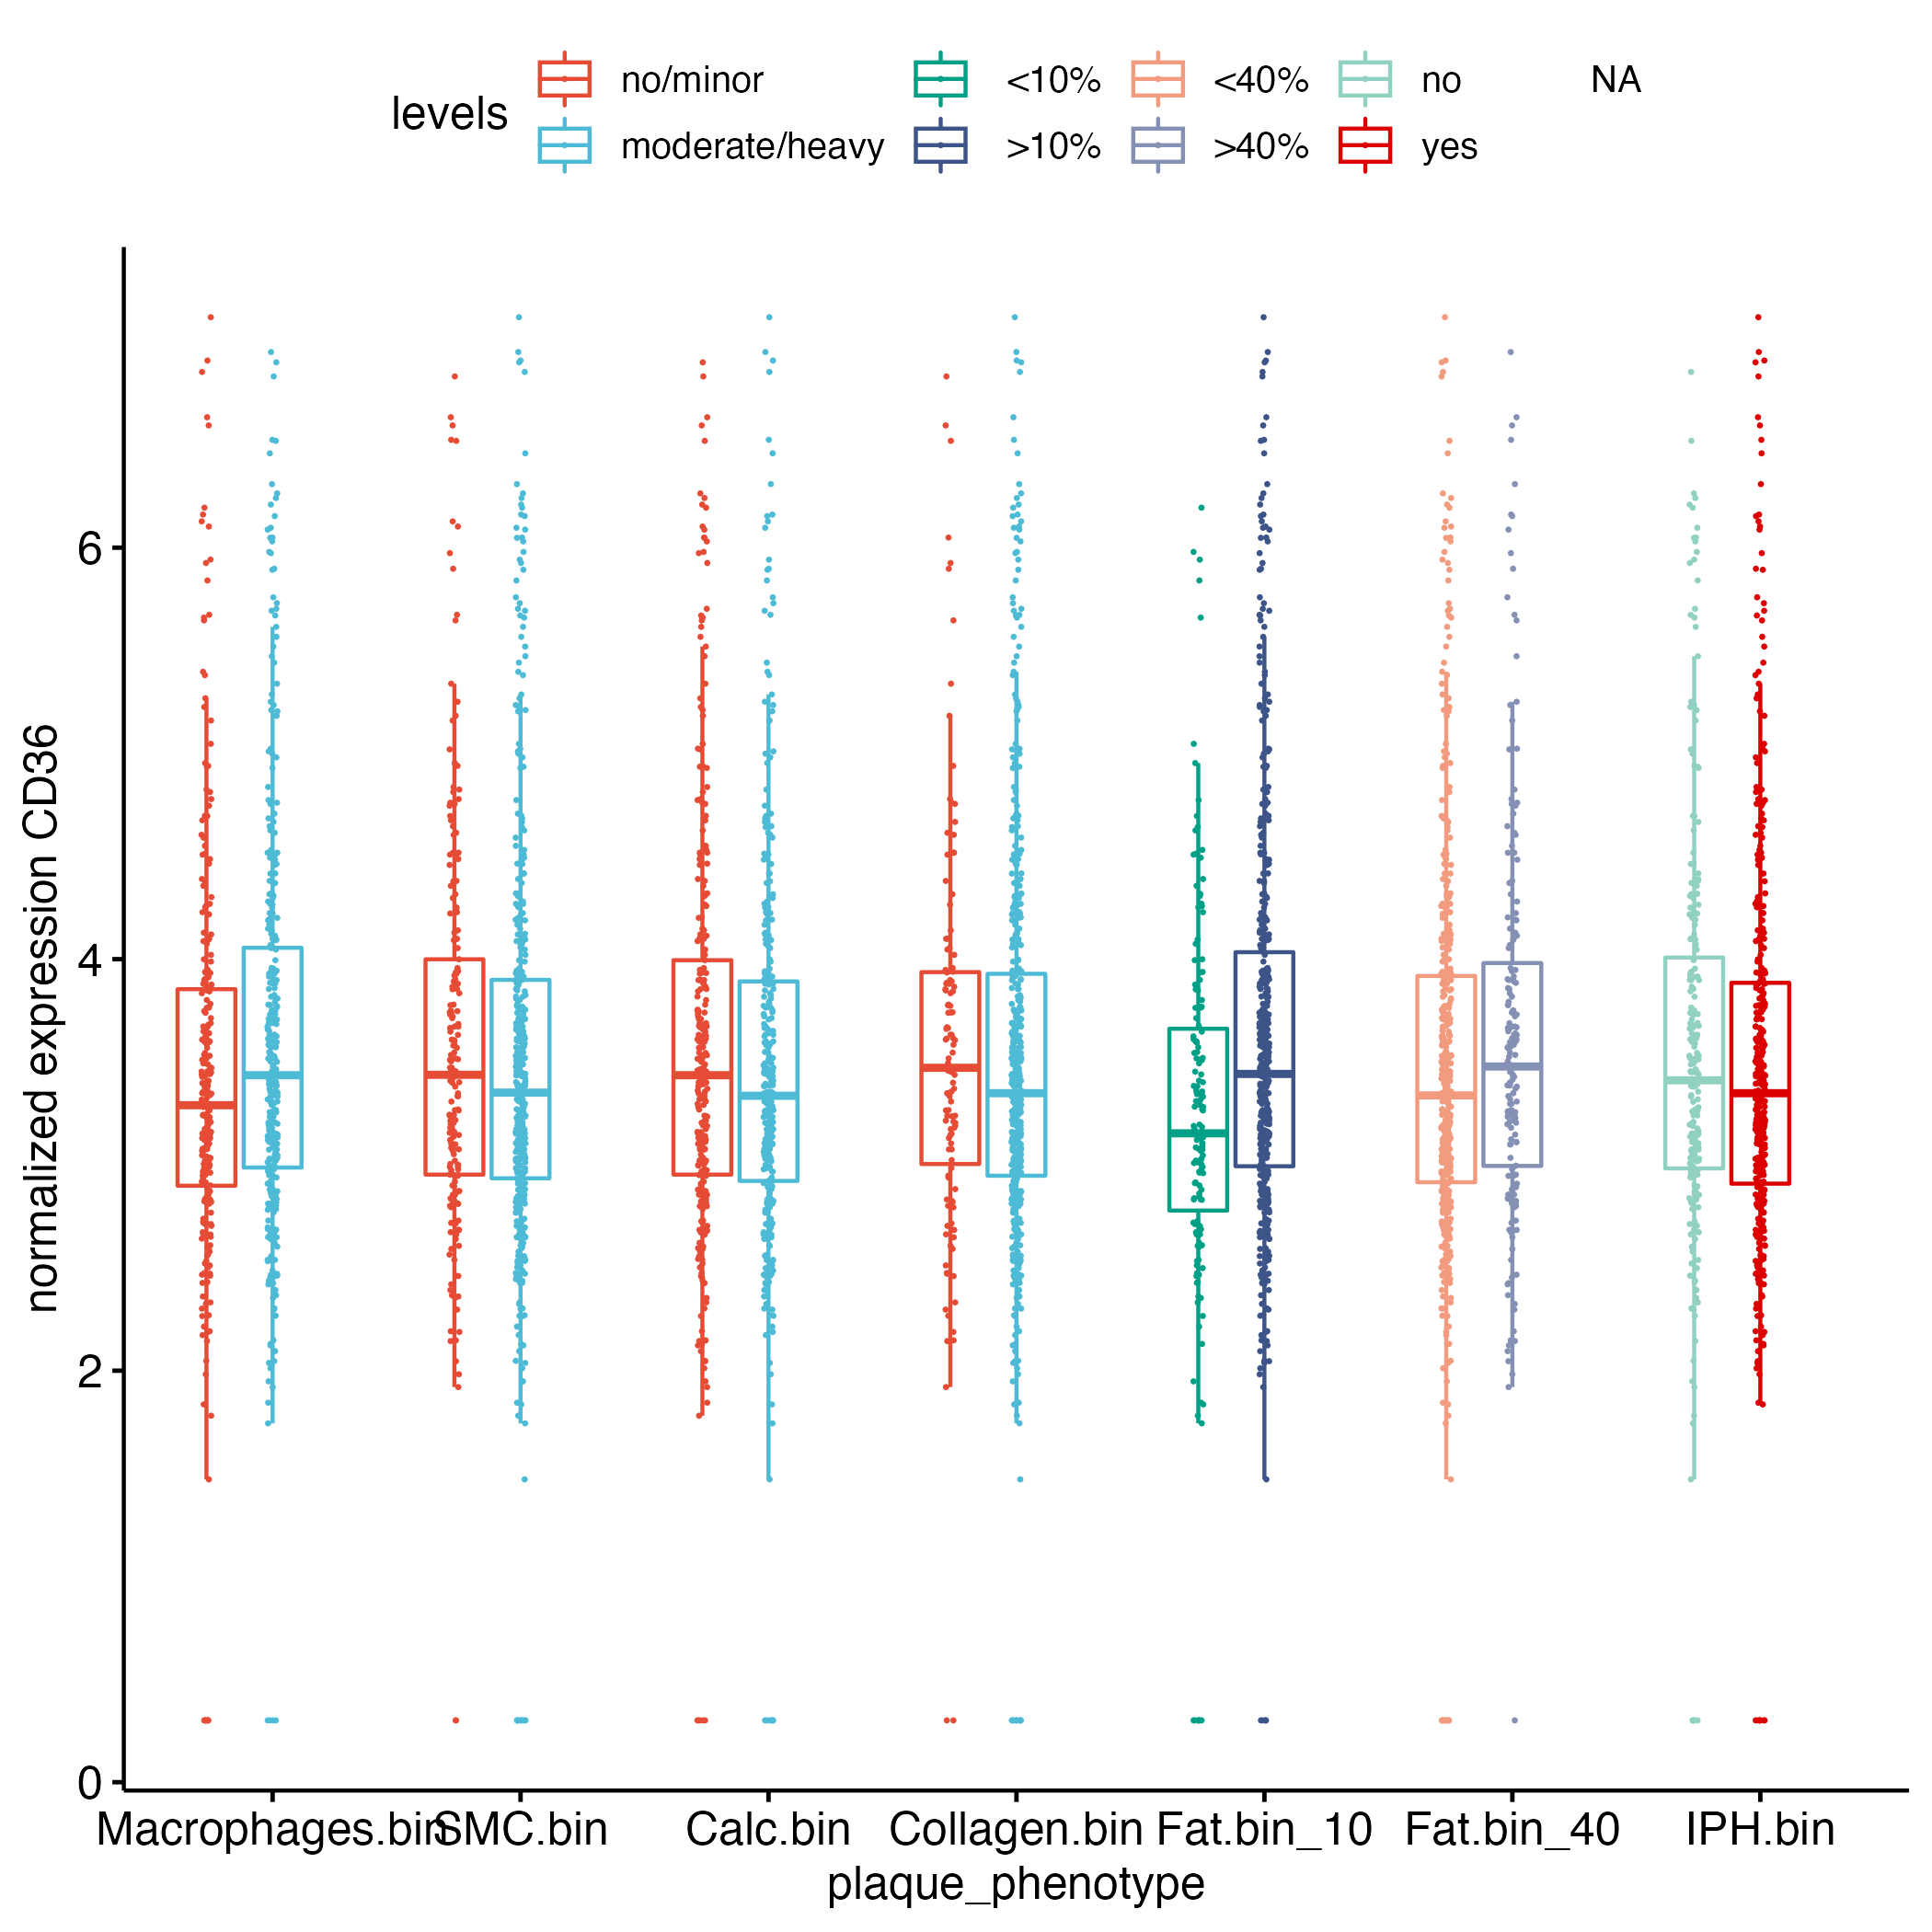 levels
no/minor <10% <40% no NA
moderate/heavy >10% >40% yes
normalized expression CD36
6
4
2
0
Macrophages.bin SMC.bin Calc.bin Collagen.bin Fat.bin_10 Fat.bin_40 IPH.bin
plaque_phenotype